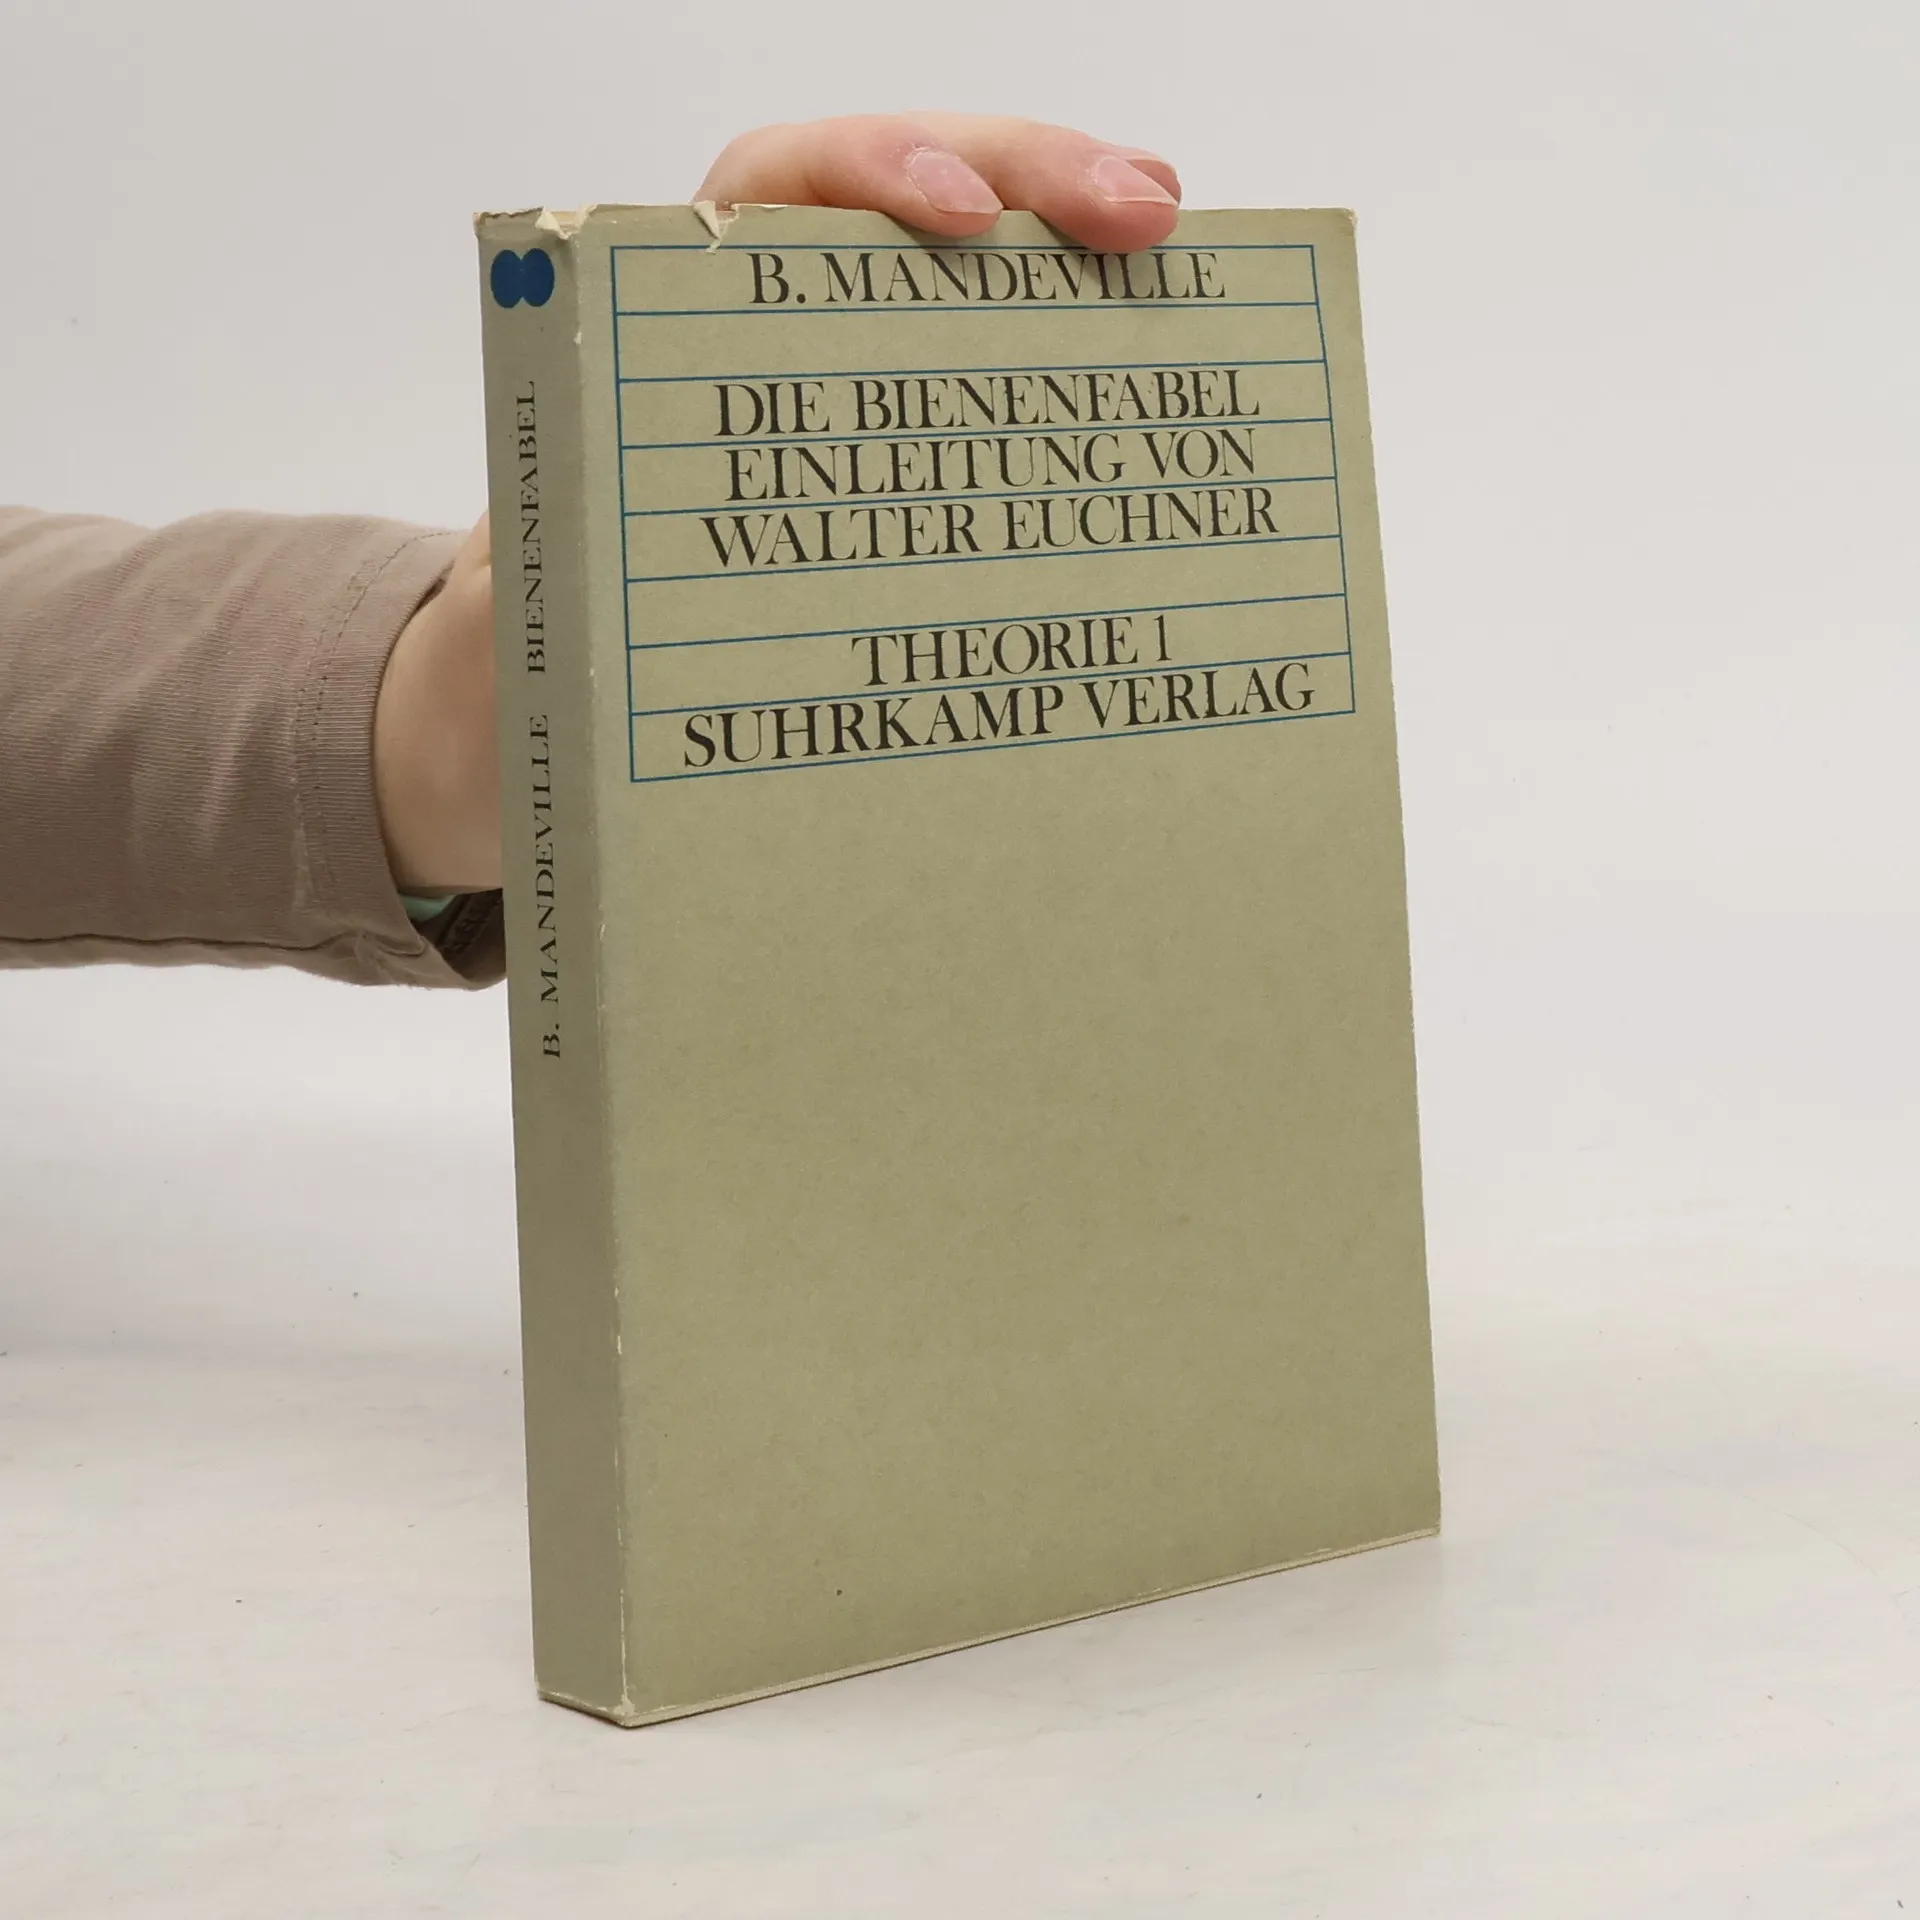 B. MANDEVILLE
DIE BIENENFABEL
EINLEITUNG VON
WALTER EUCHNER
THEORIE 1
SUHRKAMP VERLAG
B. MANDEVILLE BIENENFABEL